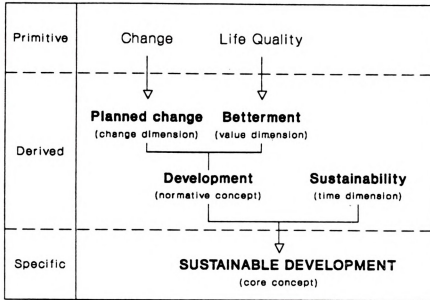 Primitive
Change
Life Quality
Planned change
Betterment
(change dimension)
(value dimension)
Derived
Development
Sustainability
(normative concept)
(time dimension)
Specific
SUSTAINABLE DEVELOPMENT
(core concept)